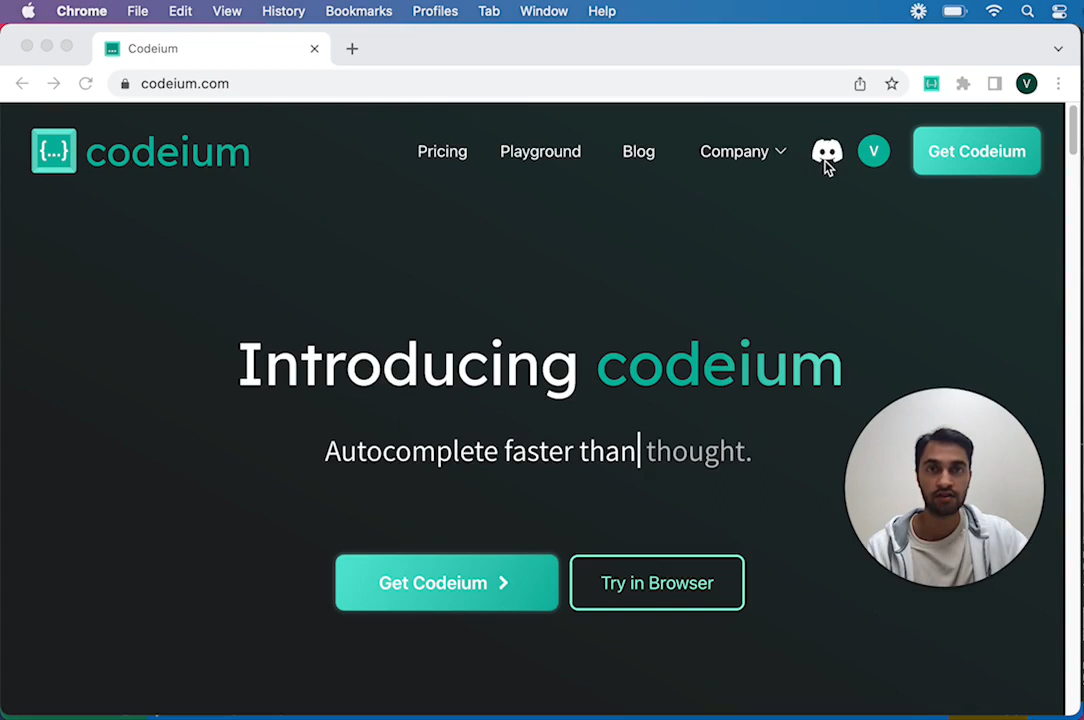 Chrome File Edit View History Bookmarks Profiles Tab Window Help
Codeium
codeium.com
V
{...} codeium Pricing Playground Blog Company V Get Codeium
Introducing codeium
Autocomplete faster than thought.
Get Codeium Try in Browser